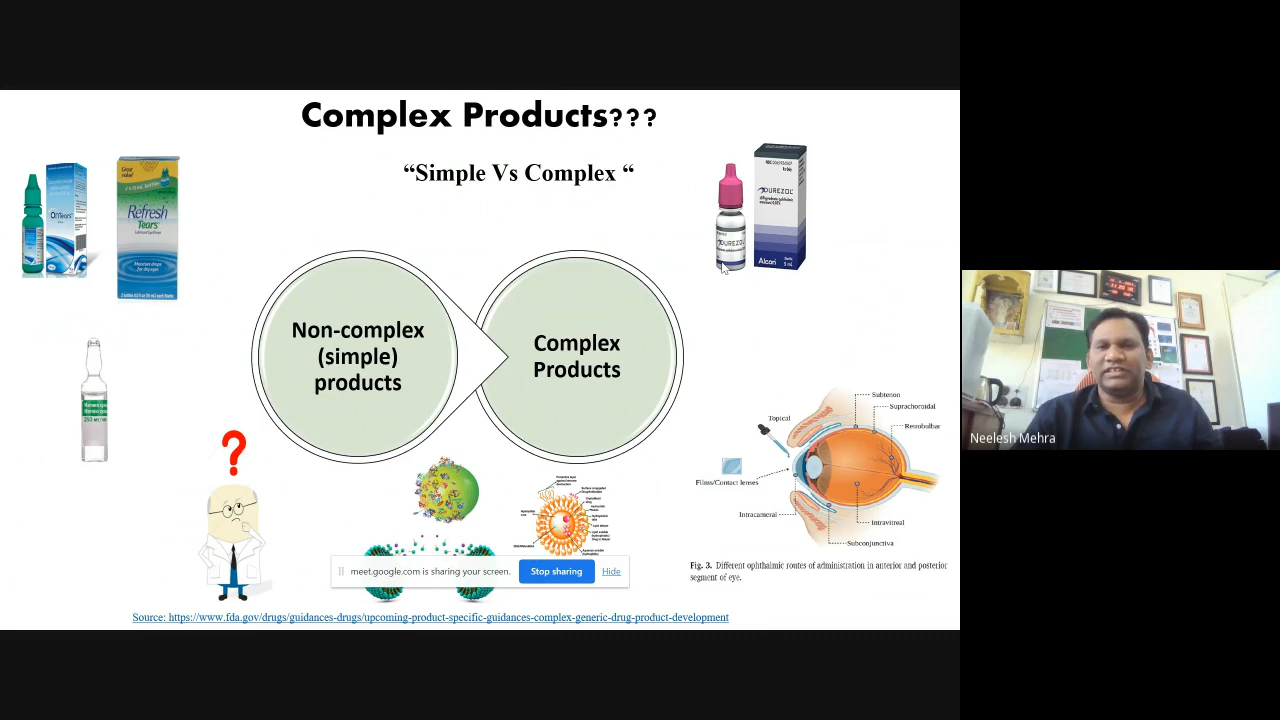 Complex Products???
“Simple Vs Complex “
Refresh
Tears
DUREZOL
DUREZOL
Alcon
5 mL
Non-complex
(simple)
products
Complex
Products
?
Subtenon
Suprachoroidal
Topical
Retrobulbar
Films/Contact lenses
Intracameral
Intravitreal
Subconjunctiva
Fig. 3. Different ophthalmic routes of administration in anterior and posterior
segment of eye.
meet.google.com is sharing your screen.
Stop sharing
Hide
Source: https://www.fda.gov/drugs/guidances-drugs/upcoming-product-specific-guidances-complex-generic-drug-product-development
Neelesh Mehra